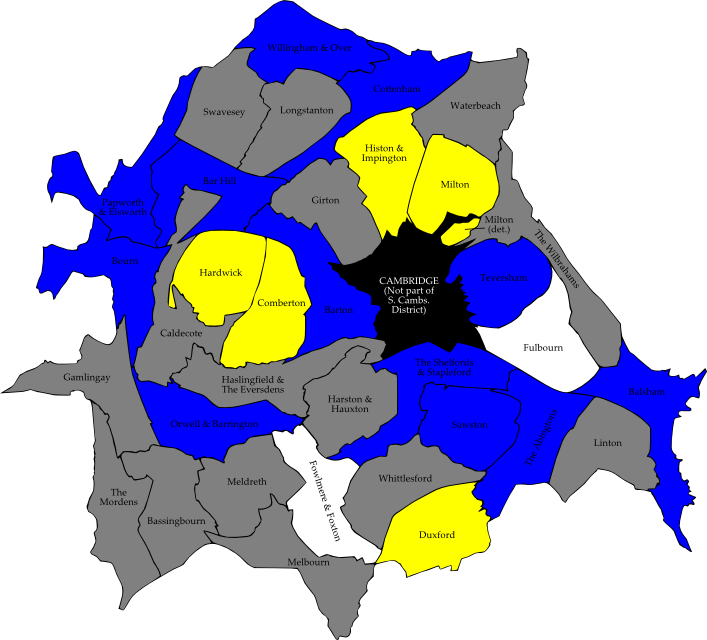 Willingham & Over
Cottenham
Swavesey
Longstanton
Waterbeach
Histon &
Impington
Milton
Bar Hill
Girton
Papworth
& Elsworth
Milton
(det.)
The Wilbrahams
Bourn
Hardwick
Comberton
CAMBRIDGE
(Not part of
S. Cambs.
District)
Teversham
Barton
Caldecote
Fulbourn
Gamlingay
Haslingfield &
The Eversdens
The Shelfords
& Stapleford
Balsham
Harston &
Hauxton
Orwell & Barrington
Sawston
The Abingtons
Linton
Meldreth
Fowlmere & Foxton
Whittlesford
The
Mordens
Bassingbourn
Duxford
Melbourn